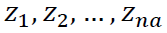 z₁, z₂, … , zₙₐ